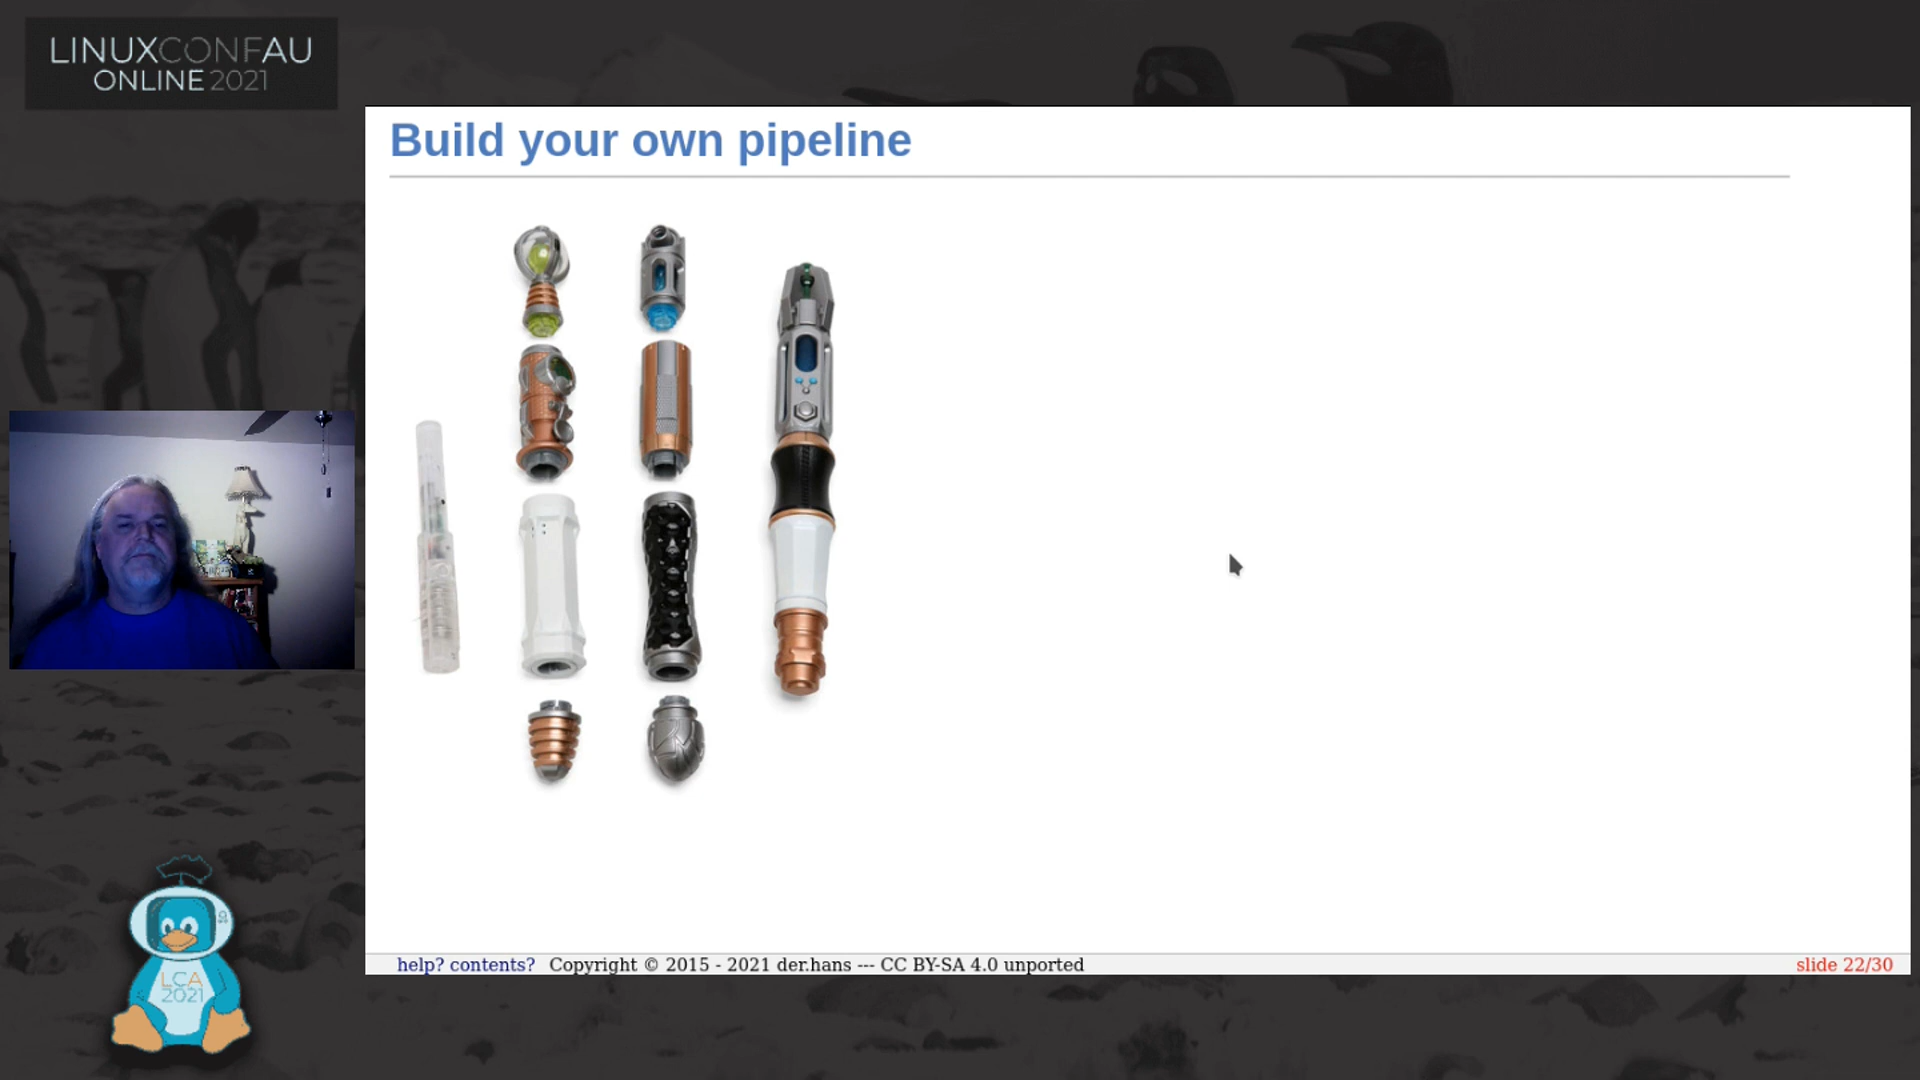 LINUXCONFAU
ONLINE 2021
Build your own pipeline
LCA
2021
help? contents? Copyright © 2015 - 2021 der.hans --- CC BY-SA 4.0 unported
slide 22/30